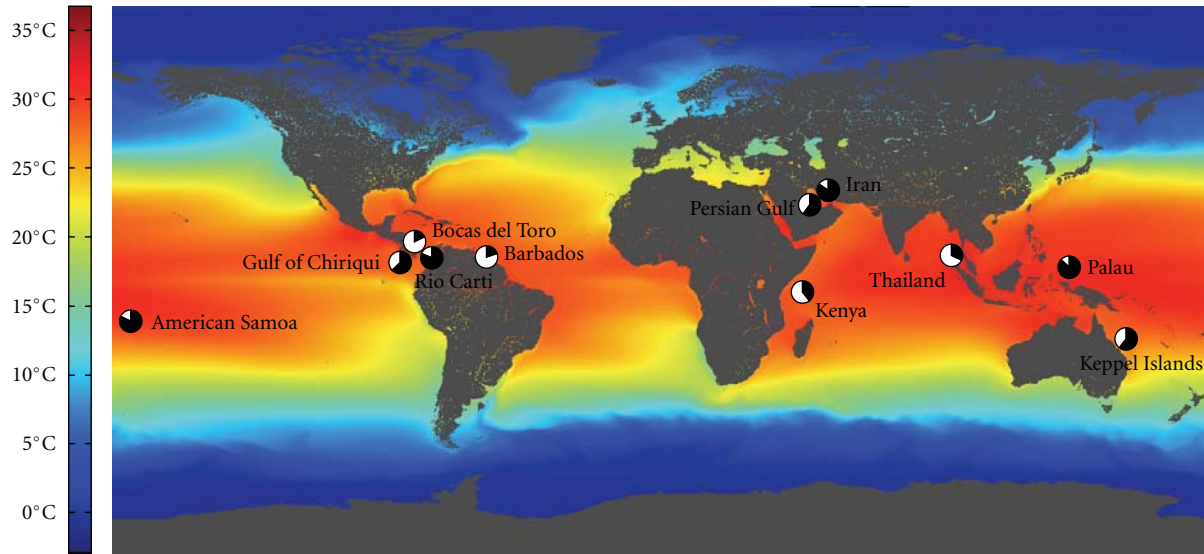 35°C
30°C
25°C
20°C
15°C
10°C
5°C
0°C
Iran
Persian Gulf
Bocas del Toro
Barbados
Gulf of Chiriqui
Rio Carti
Thailand
Palau
Kenya
American Samoa
Keppel Islands